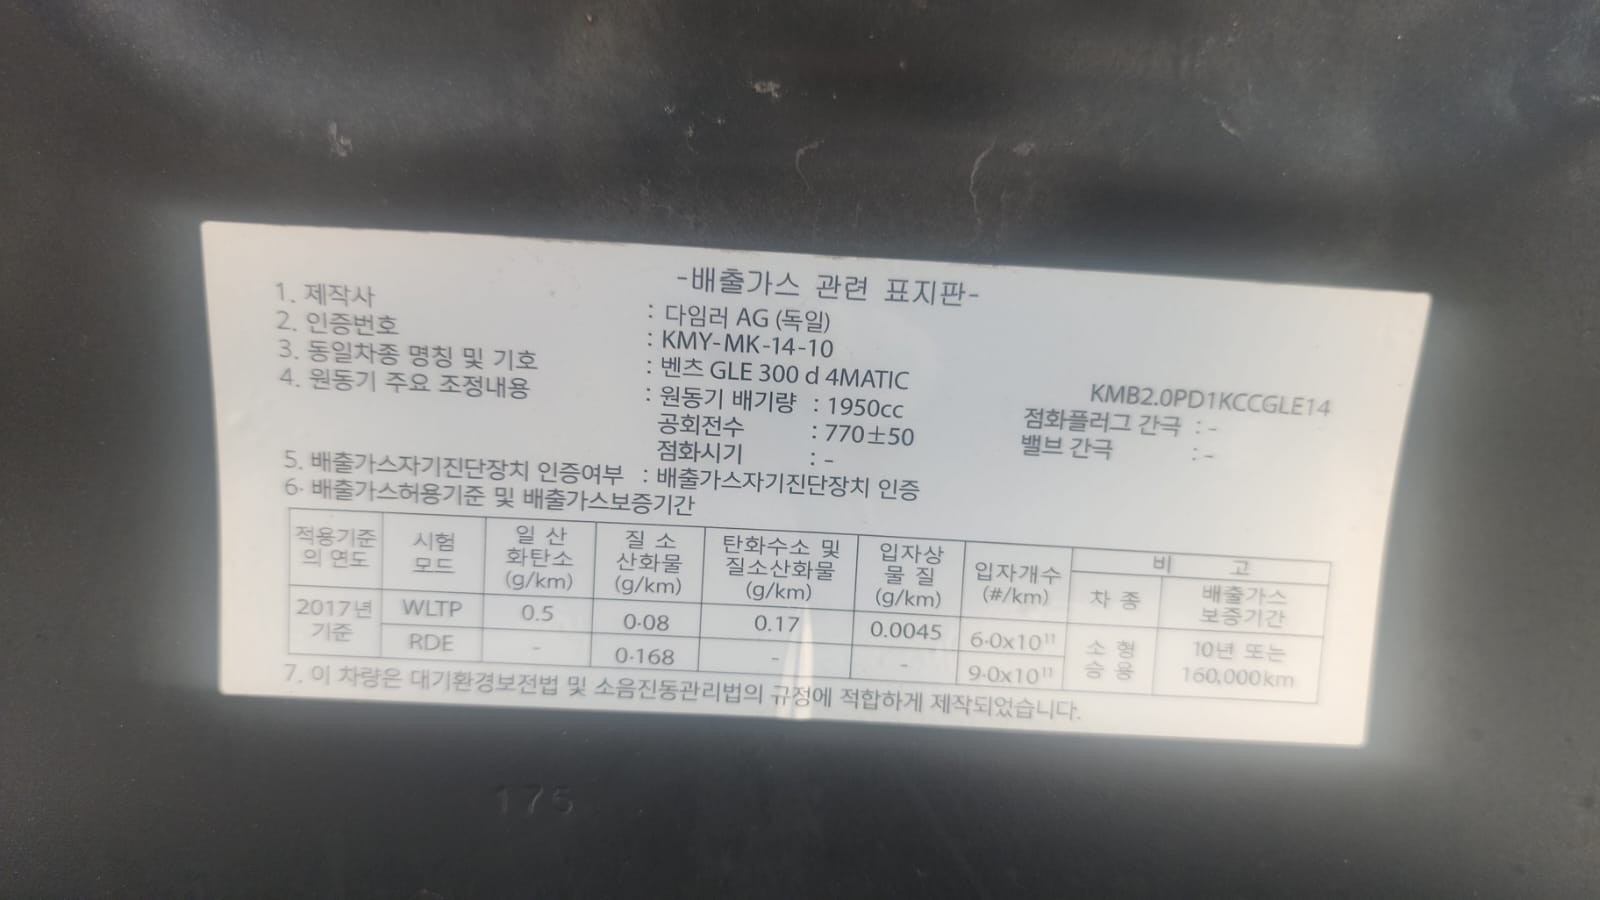 -배출가스 관련 표지판-
1. 제작사 : 다임러 AG (독일)
2. 인증번호 : KMY-MK-14-10
3. 동일차종 명칭 및 기호 : 벤츠 GLE 300 d 4MATIC KMB2.0PD1KCCGLE14
4. 원동기 주요 조정내용 : 원동기 배기량 : 1950cc 점화플러그 간극 : -
공회전수 : 770±50 밸브 간극 : -
점화시기 : -
5. 배출가스자기진단장치 인증여부 : 배출가스자기진단장치 인증
6· 배출가스허용기준 및 배출가스보증기간
적용기준의 연도 시험모드 일산화탄소 (g/km) 질소산화물 (g/km) 탄화수소 및 질소산화물 (g/km) 입자상물질 (g/km) 입자개수 (#/km) 비고
차종 배출가스 보증기간
2017년 기준 WLTP 0.5 0·08 0.17 0.0045 6·0x10¹¹ 소형승용 10년 또는 160,000km
RDE - 0·168 - - 9·0x10¹¹
7. 이 차량은 대기환경보전법 및 소음진동관리법의 규정에 적합하게 제작되었습니다.
175